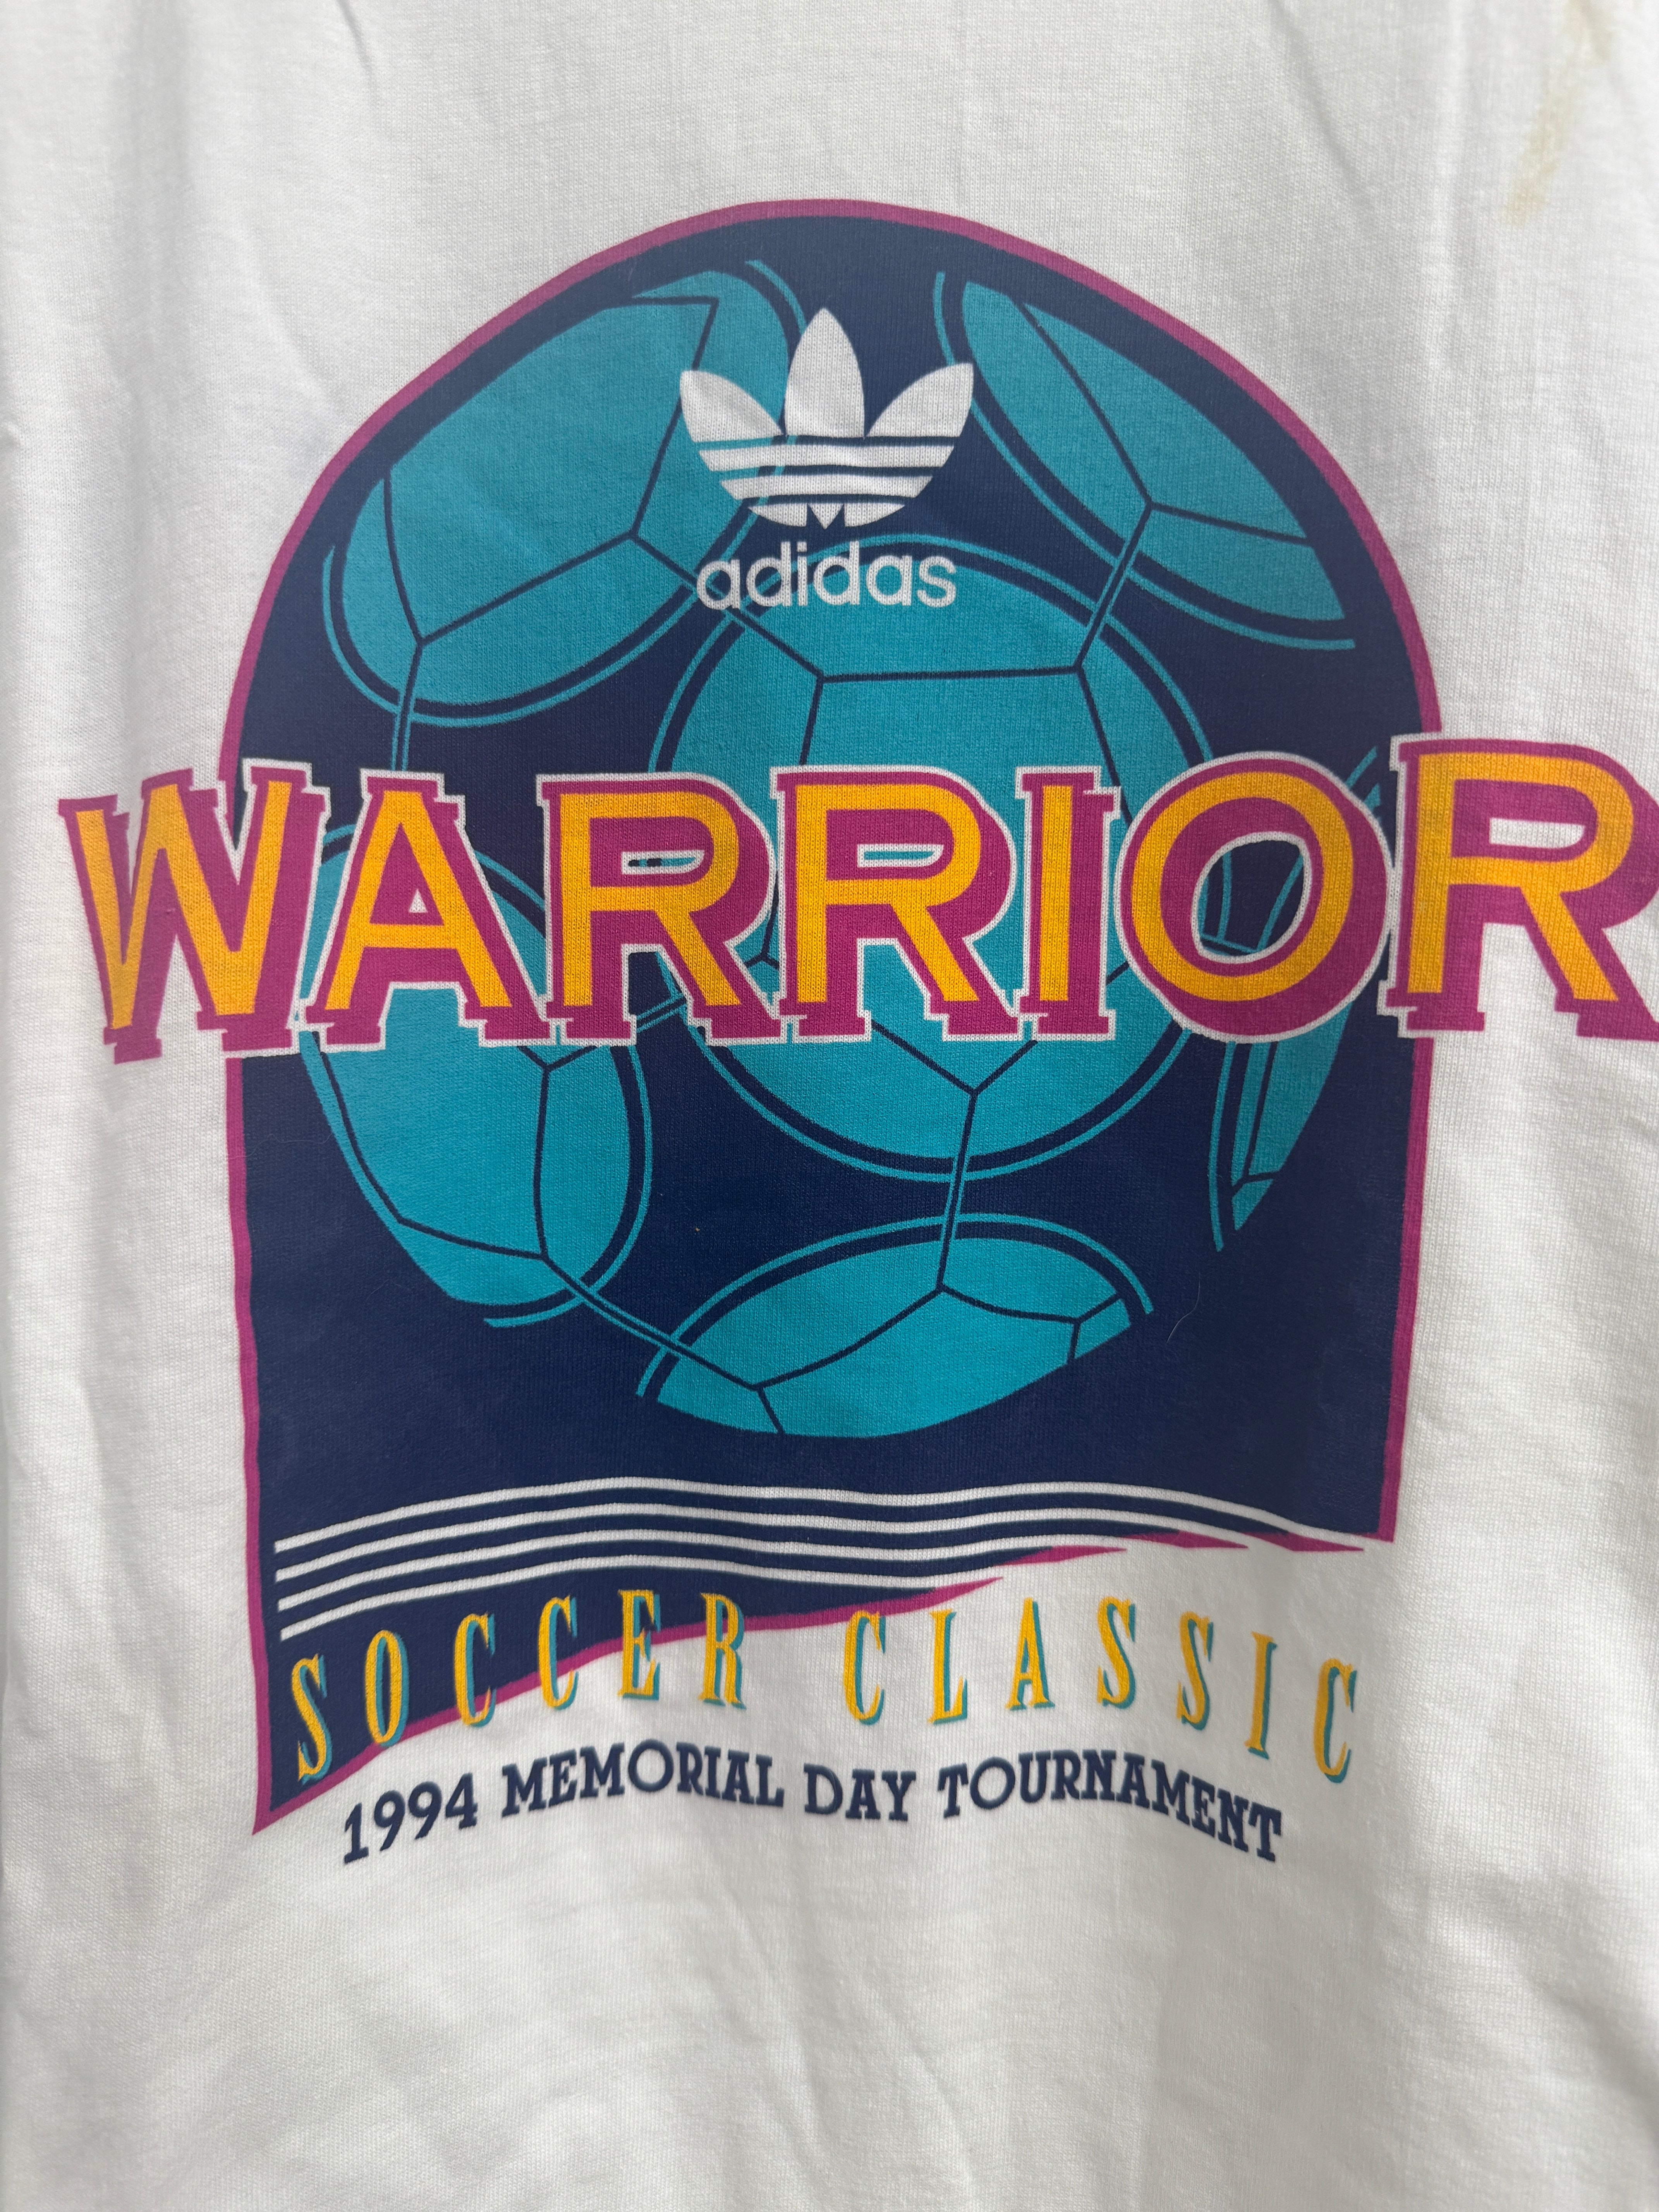 adidas
WARRIOR
SOCCER CLASSIC
1994 MEMORIAL DAY TOURNAMENT